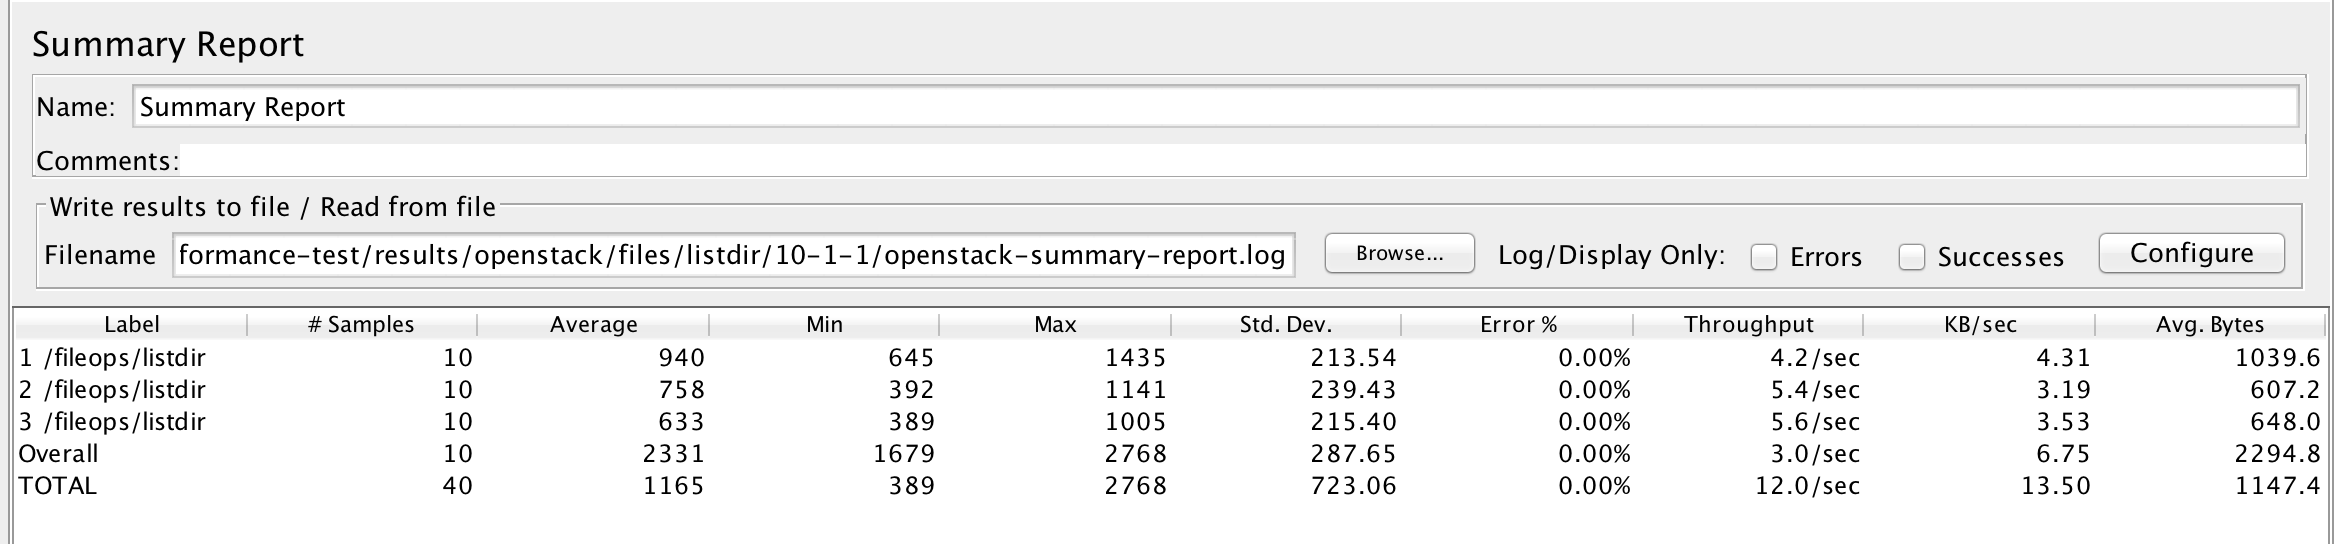 Summary Report
Name: Summary Report
Comments:
Write results to file / Read from file
Filename formance-test/results/openstack/files/listdir/10-1-1/openstack-summary-report.log Browse... Log/Display Only: Errors Successes Configure
Label # Samples Average Min Max Std. Dev. Error % Throughput KB/sec Avg. Bytes
1 /fileops/listdir 10 940 645 1435 213.54 0.00% 4.2/sec 4.31 1039.6
2 /fileops/listdir 10 758 392 1141 239.43 0.00% 5.4/sec 3.19 607.2
3 /fileops/listdir 10 633 389 1005 215.40 0.00% 5.6/sec 3.53 648.0
Overall 10 2331 1679 2768 287.65 0.00% 3.0/sec 6.75 2294.8
TOTAL 40 1165 389 2768 723.06 0.00% 12.0/sec 13.50 1147.4